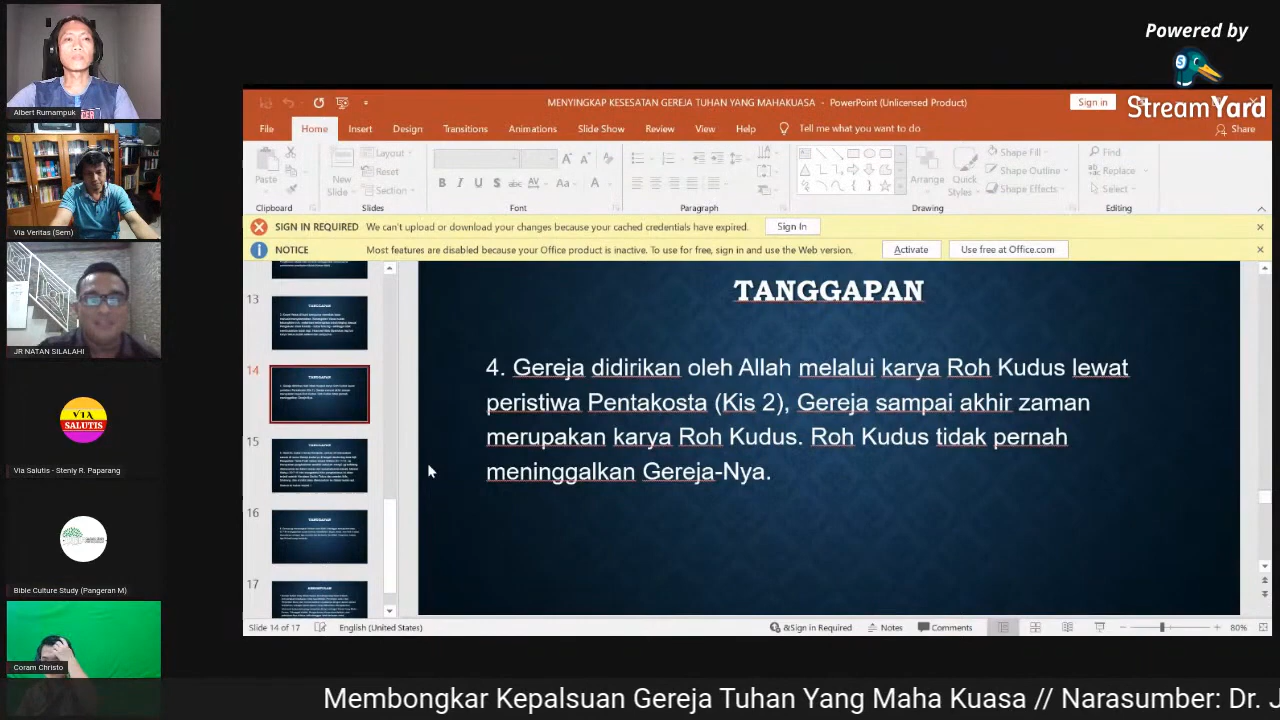 Powered by
StreamYard
Albert Rumampuk
Via Veritas (Sem)
JR NATAN SILALAHI
VIA
SALUTIS
Via Salutis - Stenly R. Paparang
Bible Culture Study (Pangeran M)
Coram Christo
MENYINGKAP KESESATAN GEREJA TUHAN YANG MAHAKUASA - PowerPoint (Unlicensed Product)
Sign in
File Home Insert Design Transitions Animations Slide Show Review View Help Tell me what you want to do
Share
Paste
New Slide
Layout
Reset
Section
Arrange
Quick Styles
Shape Fill
Shape Outline
Shape Effects
Find
Replace
Select
Clipboard Slides Font Paragraph Drawing Editing
SIGN IN REQUIRED We can't upload or download your changes because your cached credentials have expired. Sign In
NOTICE Most features are disabled because your Office product is inactive. To use for free, sign in and use the Web version. Activate Use free at Office.com
13
14
15
16
17
TANGGAPAN
4. Gereja didirikan oleh Allah melalui karya Roh Kudus lewat
peristiwa Pentakosta (Kis 2), Gereja sampai akhir zaman
merupakan karya Roh Kudus. Roh Kudus tidak pernah
meninggalkan Gereja-Nya.
Slide 14 of 17 English (United States) &Sign in Required Notes Comments 80%
Membongkar Kepalsuan Gereja Tuhan Yang Maha Kuasa // Narasumber: Dr. J